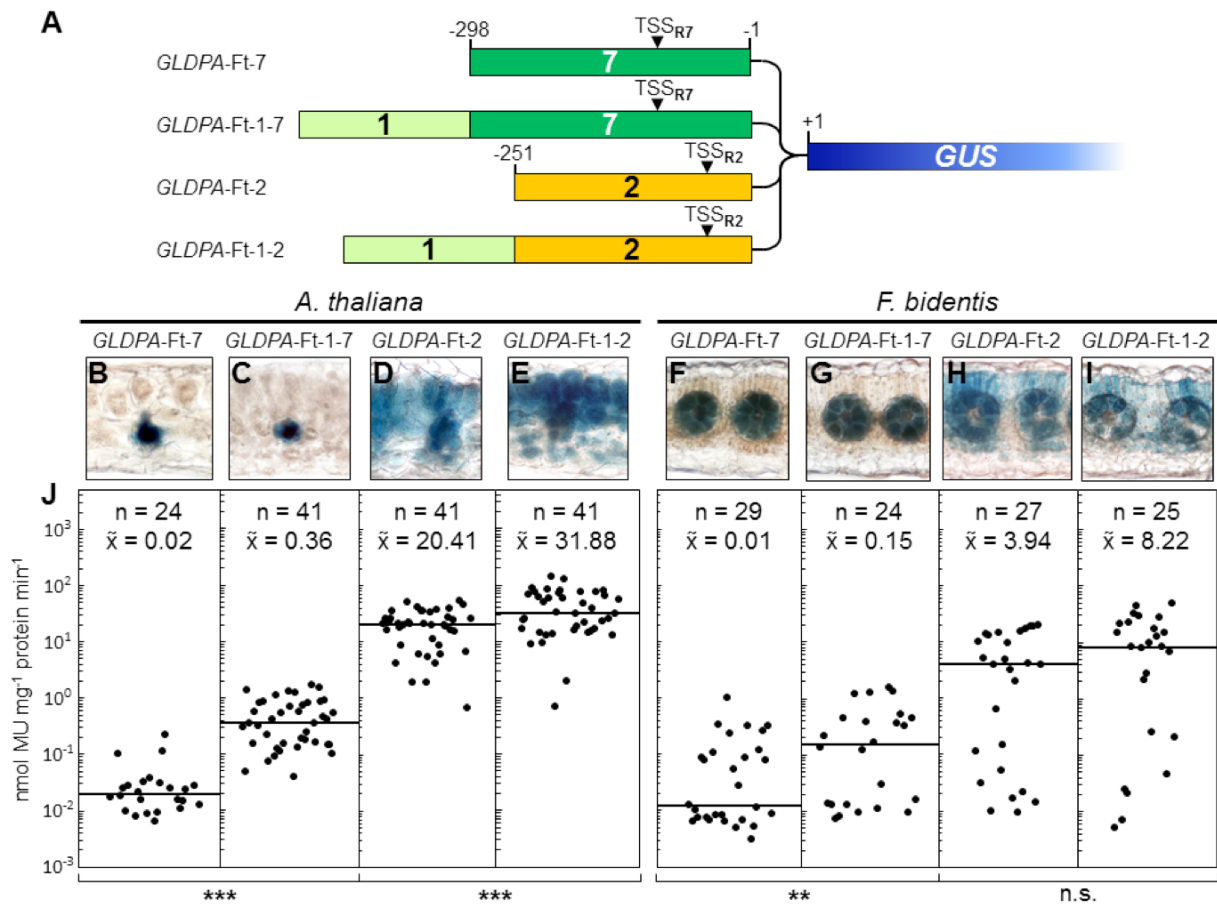 A
-298 TSSR7 -1
GLDPA-Ft-7 7
TSSR7
GLDPA-Ft-1-7 1 7
+1
GUS
-251 TSSR2
GLDPA-Ft-2 2
TSSR2
GLDPA-Ft-1-2 1 2
A. thaliana F. bidentis
GLDPA-Ft-7 GLDPA-Ft-1-7 GLDPA-Ft-2 GLDPA-Ft-1-2 GLDPA-Ft-7 GLDPA-Ft-1-7 GLDPA-Ft-2 GLDPA-Ft-1-2
B C D E F G H I
J
n = 24 n = 41 n = 41 n = 41 n = 29 n = 24 n = 27 n = 25
x̃ = 0.02 x̃ = 0.36 x̃ = 20.41 x̃ = 31.88 x̃ = 0.01 x̃ = 0.15 x̃ = 3.94 x̃ = 8.22
nmol MU mg⁻¹ protein min⁻¹
10³
10²
10¹
10⁰
10⁻¹
10⁻²
10⁻³
*** *** ** n.s.